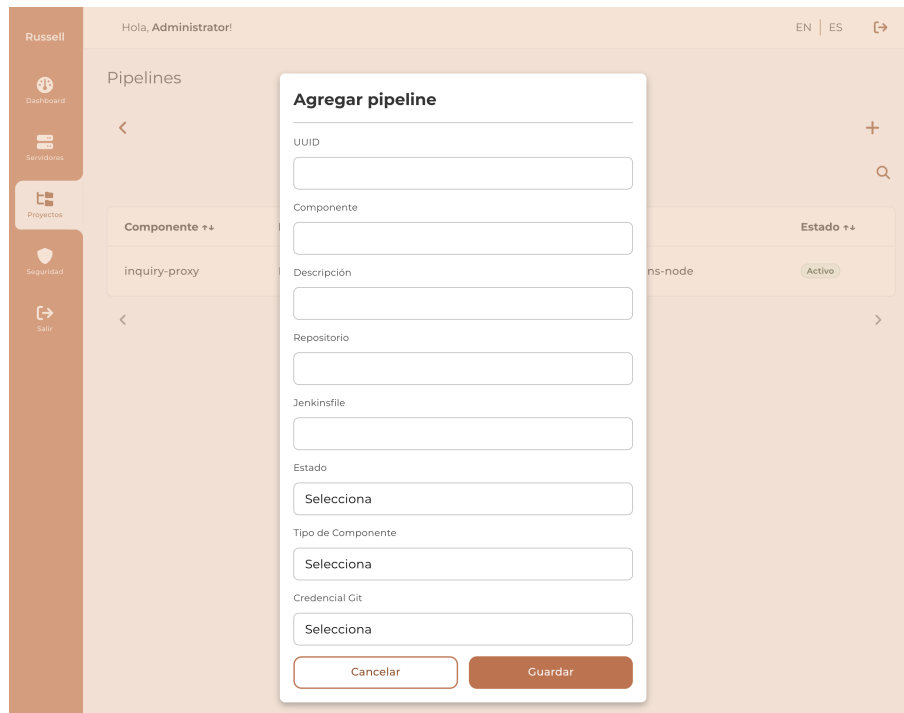 Russell
Hola, Administrator!
EN | ES
Dashboard
Servidores
Proyectos
Seguridad
Salir
Pipelines
Componente ↑↓
Estado ↑↓
inquiry-proxy
ns-node
Activo
Agregar pipeline
UUID
Componente
Descripción
Repositorio
Jenkinsfile
Estado
Selecciona
Tipo de Componente
Selecciona
Credencial Git
Selecciona
Cancelar
Guardar